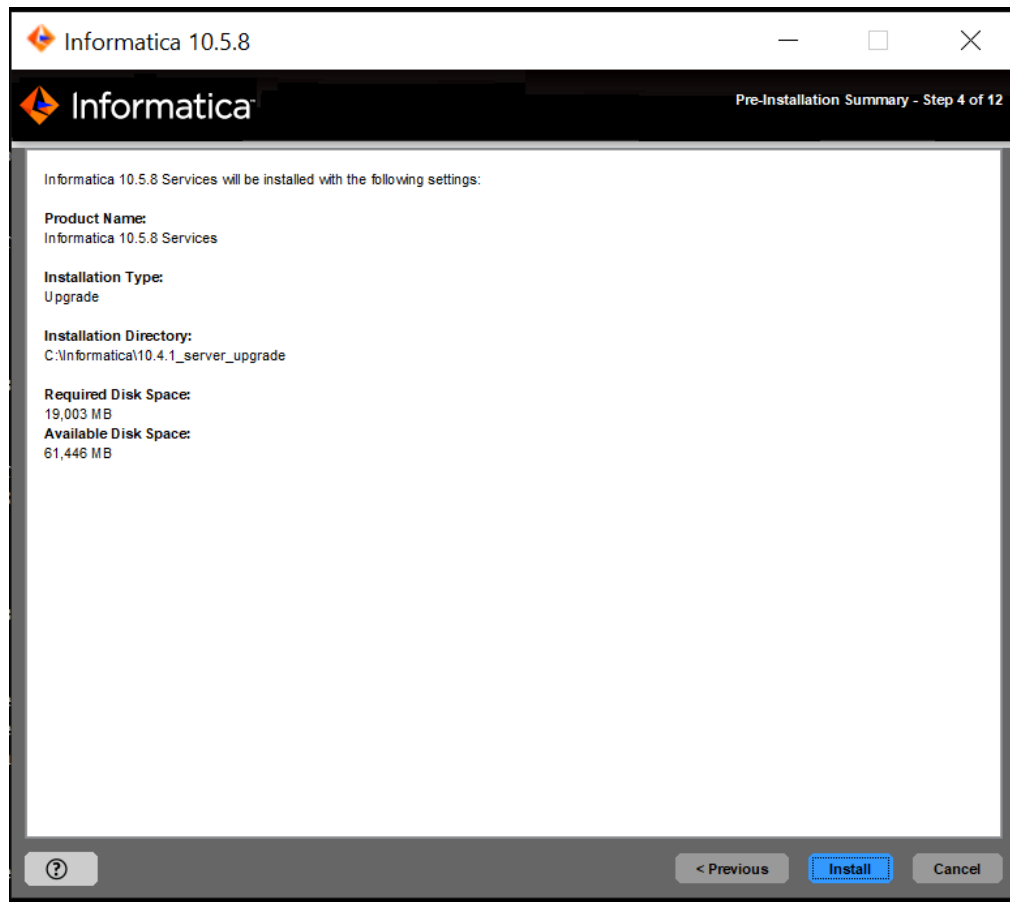 Informatica 10.5.8
Informatica
Pre-Installation Summary - Step 4 of 12
Informatica 10.5.8 Services will be installed with the following settings:
Product Name:
Informatica 10.5.8 Services
Installation Type:
Upgrade
Installation Directory:
C:\Informatica\10.4.1_server_upgrade
Required Disk Space:
19,003 MB
Available Disk Space:
61,446 MB
?
< Previous
Install
Cancel